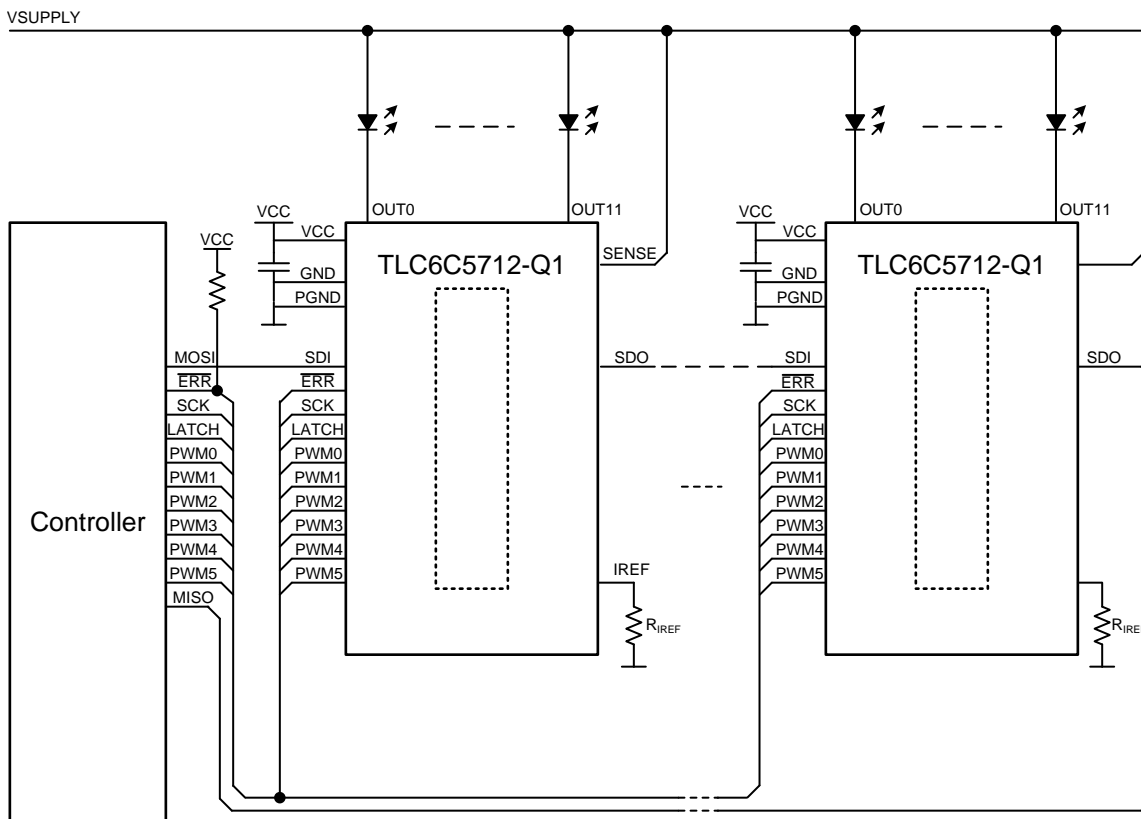 VSUPPLY
OUT0
OUT11
OUT0
OUT11
VCC
VCC
VCC
VCC
VCC
GND
PGND
TLC6C5712-Q1
SENSE
GND
PGND
TLC6C5712-Q1
MOSI
ERR
SCK
LATCH
PWM0
PWM1
PWM2
PWM3
PWM4
PWM5
MISO
Controller
SDI
ERR
SCK
LATCH
PWM0
PWM1
PWM2
PWM3
PWM4
PWM5
SDO
IREF
RIREF
SDI
ERR
SCK
LATCH
PWM0
PWM1
PWM2
PWM3
PWM4
PWM5
SDO